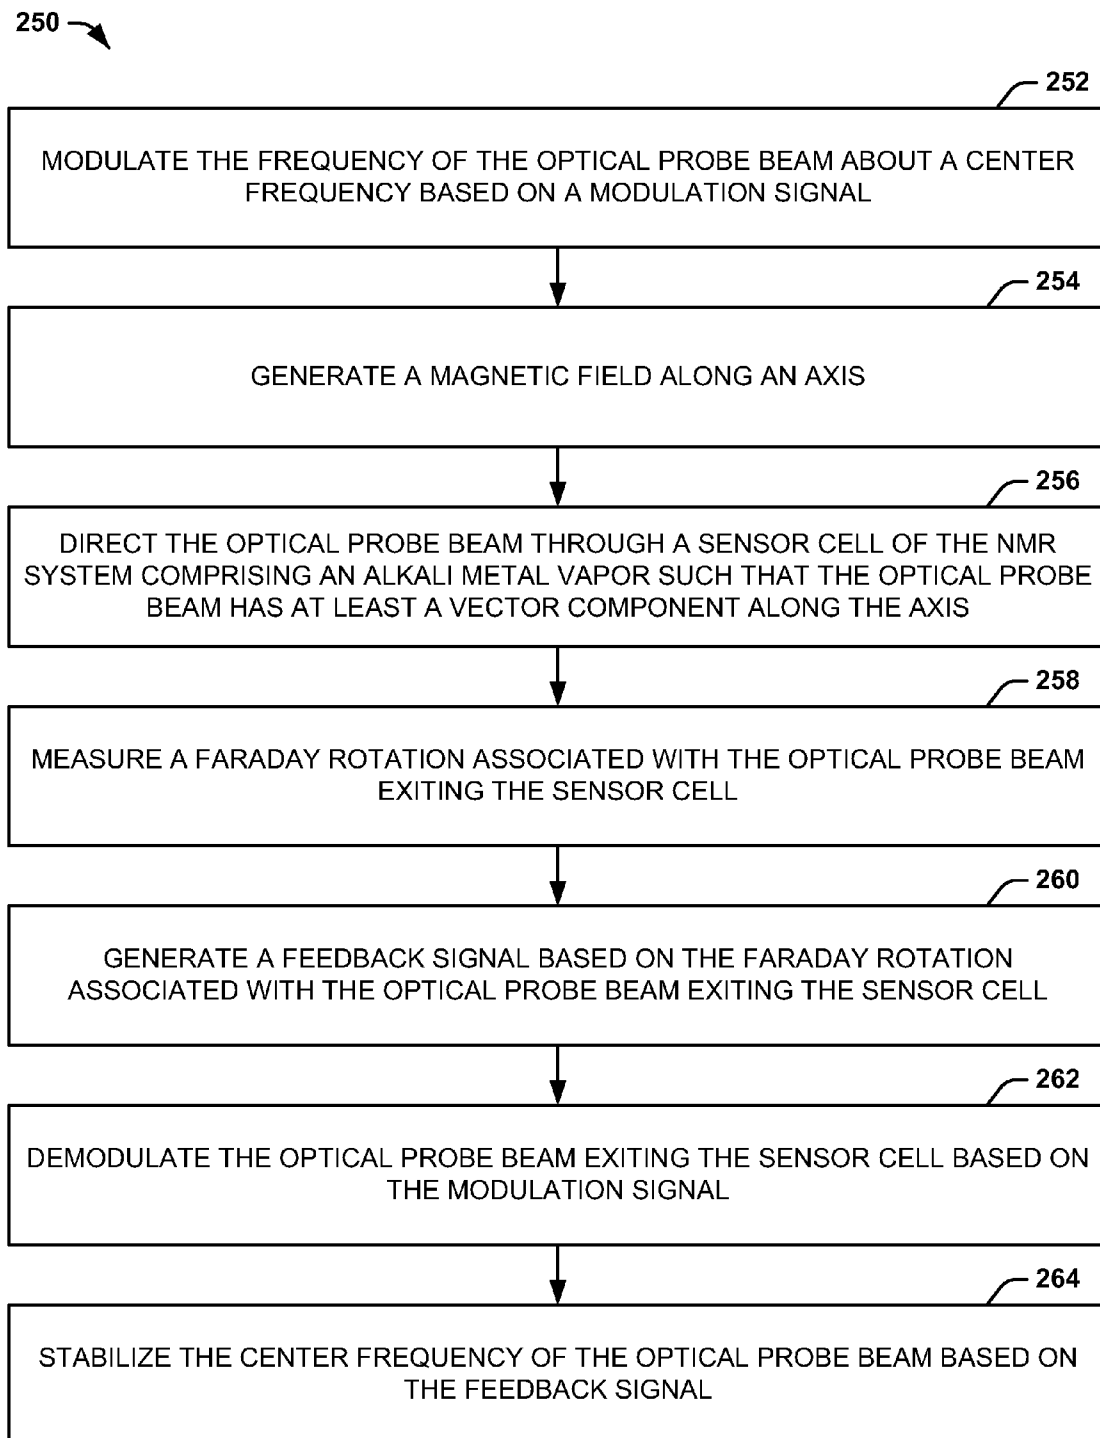 250
252
MODULATE THE FREQUENCY OF THE OPTICAL PROBE BEAM ABOUT A CENTER
FREQUENCY BASED ON A MODULATION SIGNAL
254
GENERATE A MAGNETIC FIELD ALONG AN AXIS
256
DIRECT THE OPTICAL PROBE BEAM THROUGH A SENSOR CELL OF THE NMR
SYSTEM COMPRISING AN ALKALI METAL VAPOR SUCH THAT THE OPTICAL PROBE
BEAM HAS AT LEAST A VECTOR COMPONENT ALONG THE AXIS
258
MEASURE A FARADAY ROTATION ASSOCIATED WITH THE OPTICAL PROBE BEAM
EXITING THE SENSOR CELL
260
GENERATE A FEEDBACK SIGNAL BASED ON THE FARADAY ROTATION
ASSOCIATED WITH THE OPTICAL PROBE BEAM EXITING THE SENSOR CELL
262
DEMODULATE THE OPTICAL PROBE BEAM EXITING THE SENSOR CELL BASED ON
THE MODULATION SIGNAL
264
STABILIZE THE CENTER FREQUENCY OF THE OPTICAL PROBE BEAM BASED ON
THE FEEDBACK SIGNAL